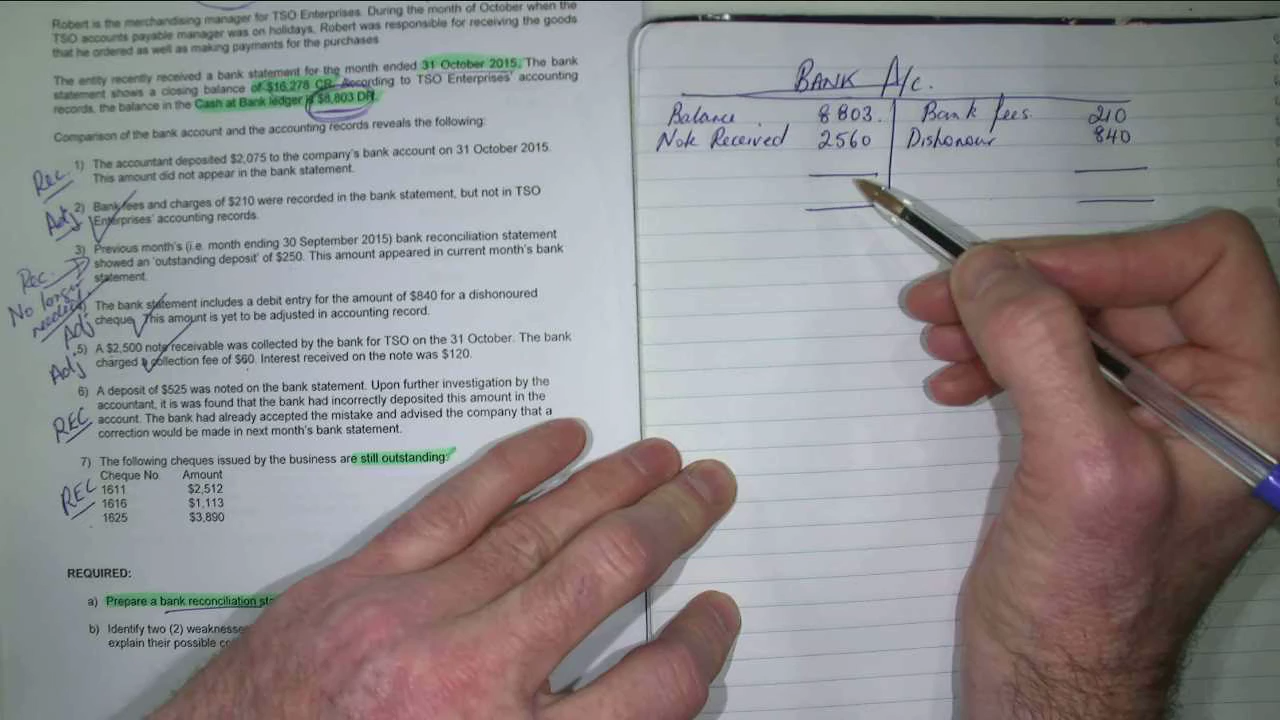 Robert is the merchandising manager for TSO Enterprises. During the month of October when the
TSO accounts payable manager was on holidays, Robert was responsible for receiving the goods
that he ordered as well as making payments for the purchases
The entity recently received a bank statement for the month ended 31 October 2015. The bank
statement shows a closing balance of $16,278 CR. According to TSO Enterprises' accounting
records, the balance in the Cash at Bank ledger is $8,803 DR.
Comparison of the bank account and the accounting records reveals the following:
Rec 1) The accountant deposited $2,075 to the company's bank account on 31 October 2015.
This amount did not appear in the bank statement.
Adj 2) Bank fees and charges of $210 were recorded in the bank statement, but not in TSO
Enterprises' accounting records.
3) Previous month's (i.e. month ending 30 September 2015) bank reconciliation statement
Rec. showed an 'outstanding deposit' of $250. This amount appeared in current month's bank
No longer statement.
needed
The bank statement includes a debit entry for the amount of $840 for a dishonoured
Adj cheque. This amount is yet to be adjusted in accounting record.
Adj 5) A $2,500 note receivable was collected by the bank for TSO on the 31 October. The bank
charged a collection fee of $60. Interest received on the note was $120.
6) A deposit of $525 was noted on the bank statement. Upon further investigation by the
accountant, it is was found that the bank had incorrectly deposited this amount in the
REC account. The bank had already accepted the mistake and advised the company that a
correction would be made in next month's bank statement.
7) The following cheques issued by the business are still outstanding:
Cheque No. Amount
REC 1611 $2,512
1616 $1,113
1625 $3,890
REQUIRED:
a) Prepare a bank reconciliation
b) Identify two (2) weaknesses
explain their possible
BANK A/c.
Balance. 8803. Bank fees. 210
Note Received 2560 Dishonour 840